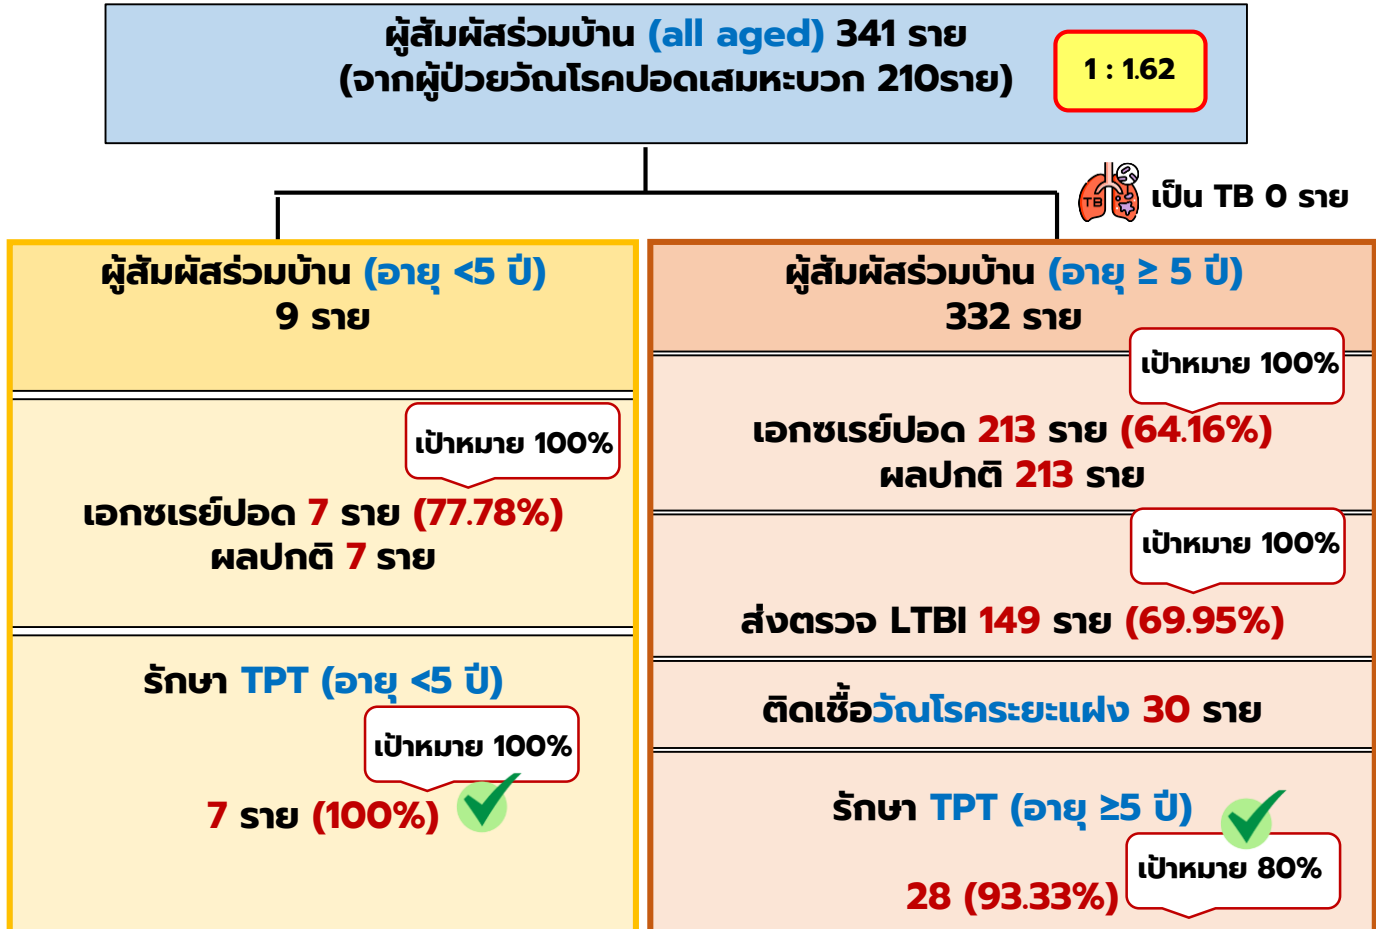 ผู้สัมผัสร่วมบ้าน (all aged) 341 ราย
(จากผู้ป่วยวัณโรคปอดเสมหะบวก 210ราย)
1 : 1.62
TB
เป็น TB 0 ราย
ผู้สัมผัสร่วมบ้าน (อายุ <5 ปี)
9 ราย
เป้าหมาย 100%
เอกซเรย์ปอด 7 ราย (77.78%)
ผลปกติ 7 ราย
รักษา TPT (อายุ <5 ปี)
เป้าหมาย 100%
7 ราย (100%)
ผู้สัมผัสร่วมบ้าน (อายุ ≥ 5 ปี)
332 ราย
เป้าหมาย 100%
เอกซเรย์ปอด 213 ราย (64.16%)
ผลปกติ 213 ราย
เป้าหมาย 100%
ส่งตรวจ LTBI 149 ราย (69.95%)
ติดเชื้อวัณโรคระยะแฝง 30 ราย
รักษา TPT (อายุ ≥5 ปี)
เป้าหมาย 80%
28 (93.33%)